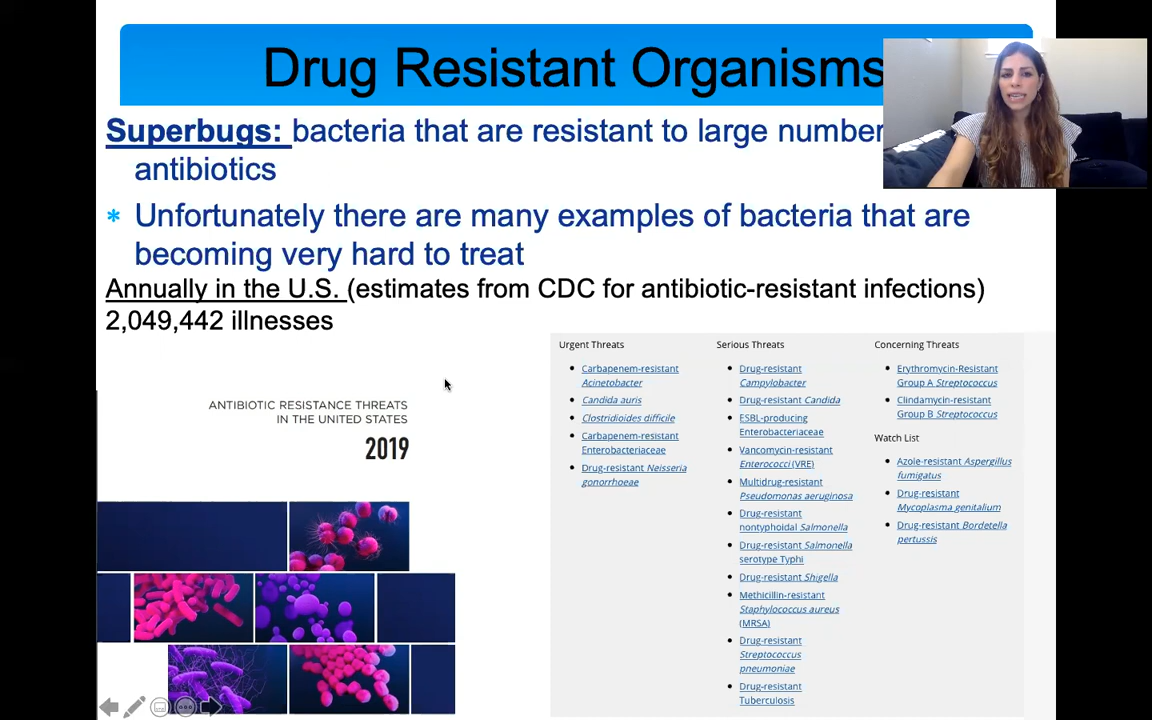 Drug Resistant Organisms
Superbugs: bacteria that are resistant to large number
antibiotics
* Unfortunately there are many examples of bacteria that are
becoming very hard to treat
Annually in the U.S. (estimates from CDC for antibiotic-resistant infections)
2,049,442 illnesses
ANTIBIOTIC RESISTANCE THREATS
IN THE UNITED STATES
2019
Urgent Threats
• Carbapenem-resistant
Acinetobacter
• Candida auris
• Clostridioides difficile
• Carbapenem-resistant
Enterobacteriaceae
• Drug-resistant Neisseria
gonorrhoeae
Serious Threats
• Drug-resistant
Campylobacter
• Drug-resistant Candida
• ESBL-producing
Enterobacteriaceae
• Vancomycin-resistant
Enterococci (VRE)
• Multidrug-resistant
Pseudomonas aeruginosa
• Drug-resistant
nontyphoidal Salmonella
• Drug-resistant Salmonella
serotype Typhi
• Drug-resistant Shigella
• Methicillin-resistant
Staphylococcus aureus
(MRSA)
• Drug-resistant
Streptococcus
pneumoniae
• Drug-resistant
Tuberculosis
Concerning Threats
• Erythromycin-Resistant
Group A Streptococcus
• Clindamycin-resistant
Group B Streptococcus
Watch List
• Azole-resistant Aspergillus
fumigatus
• Drug-resistant
Mycoplasma genitalium
• Drug-resistant Bordetella
pertussis